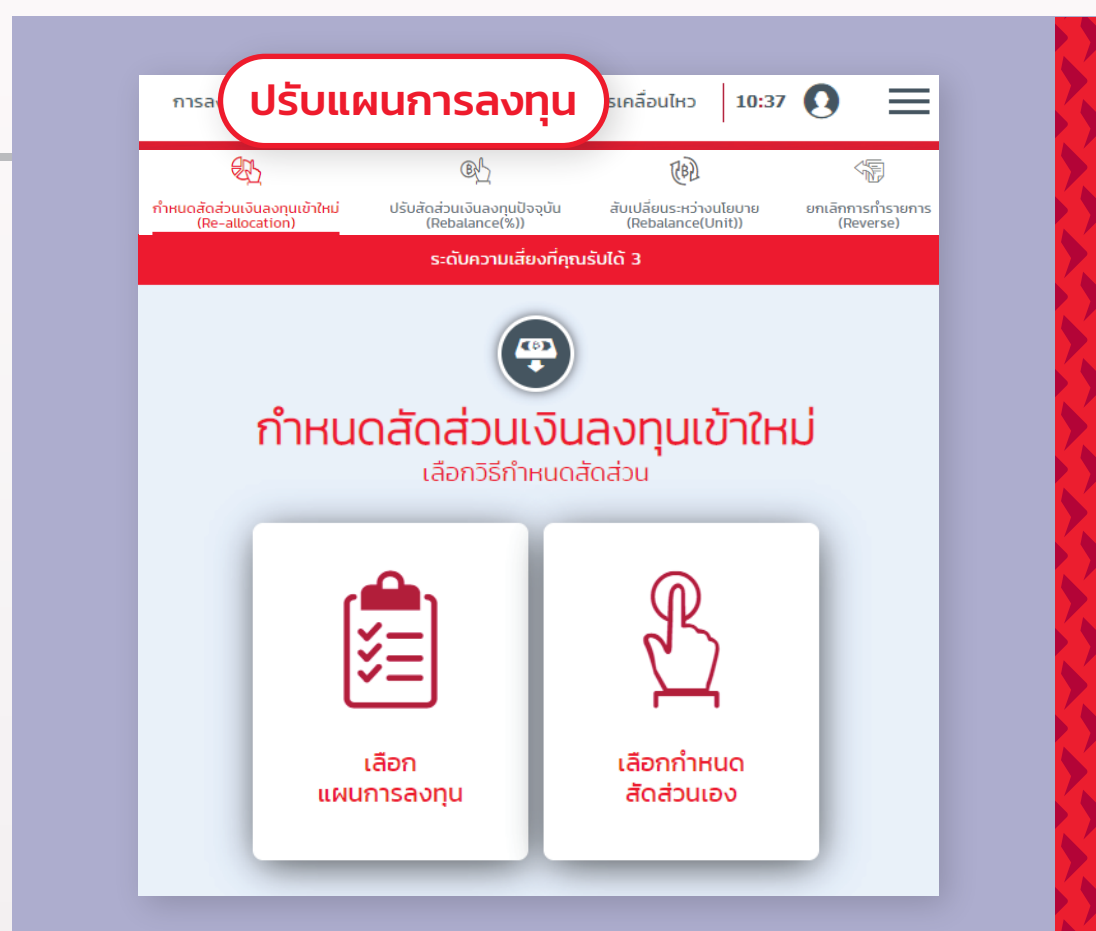 ปรับแผนการลงทุน
10:37
กำหนดสัดส่วนเงินลงทุนเข้าใหม่
(Re-allocation)
ปรับสัดส่วนเงินลงทุนปัจจุบัน
(Rebalance(%))
สับเปลี่ยนระหว่างนโยบาย
(Rebalance(Unit))
ยกเลิกการทำรายการ
(Reverse)
ระดับความเสี่ยงที่คุณรับได้ 3
กำหนดสัดส่วนเงินลงทุนเข้าใหม่
เลือกวิธีกำหนดสัดส่วน
เลือก
แผนการลงทุน
เลือกกำหนด
สัดส่วนเอง